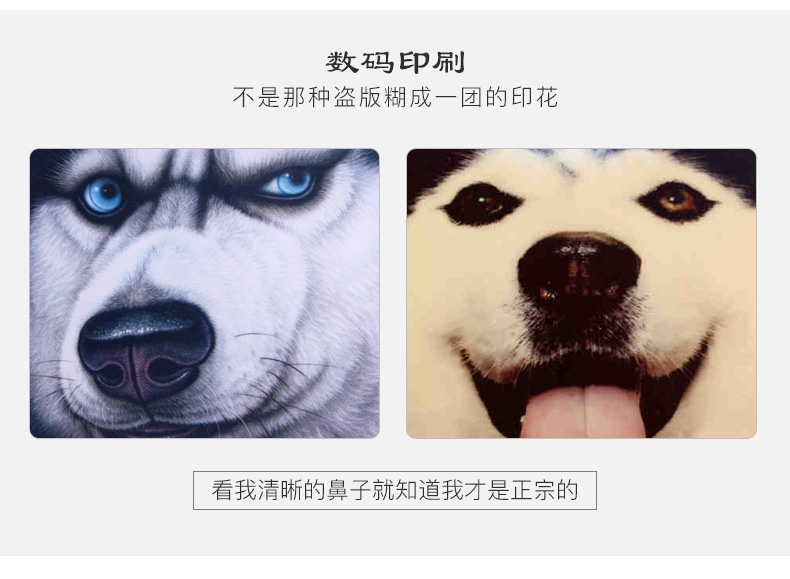 数码印刷
不是那种盗版糊成一团的印花
看我清晰的鼻子就知道我才是正宗的